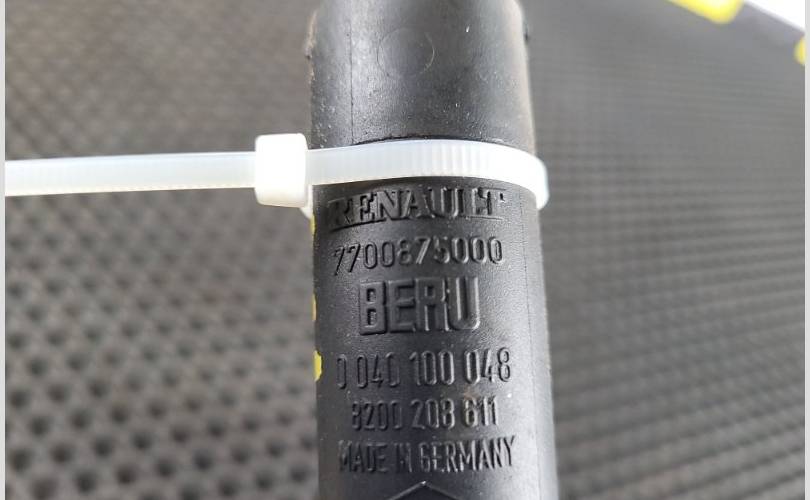 RENAULT
7700875000
BERU
0 040 100 048
8200 208 611
MADE IN GERMANY